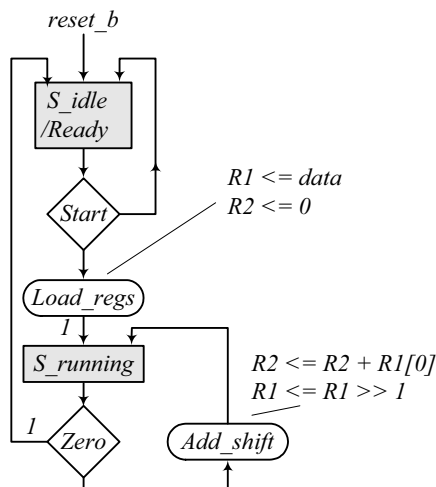 reset_b
S_idle
/Ready
R1 <= data
R2 <= 0
Start
Load_regs
1
S_running
R2 <= R2 + R1[0]
R1 <= R1 >> 1
1
Zero
Add_shift